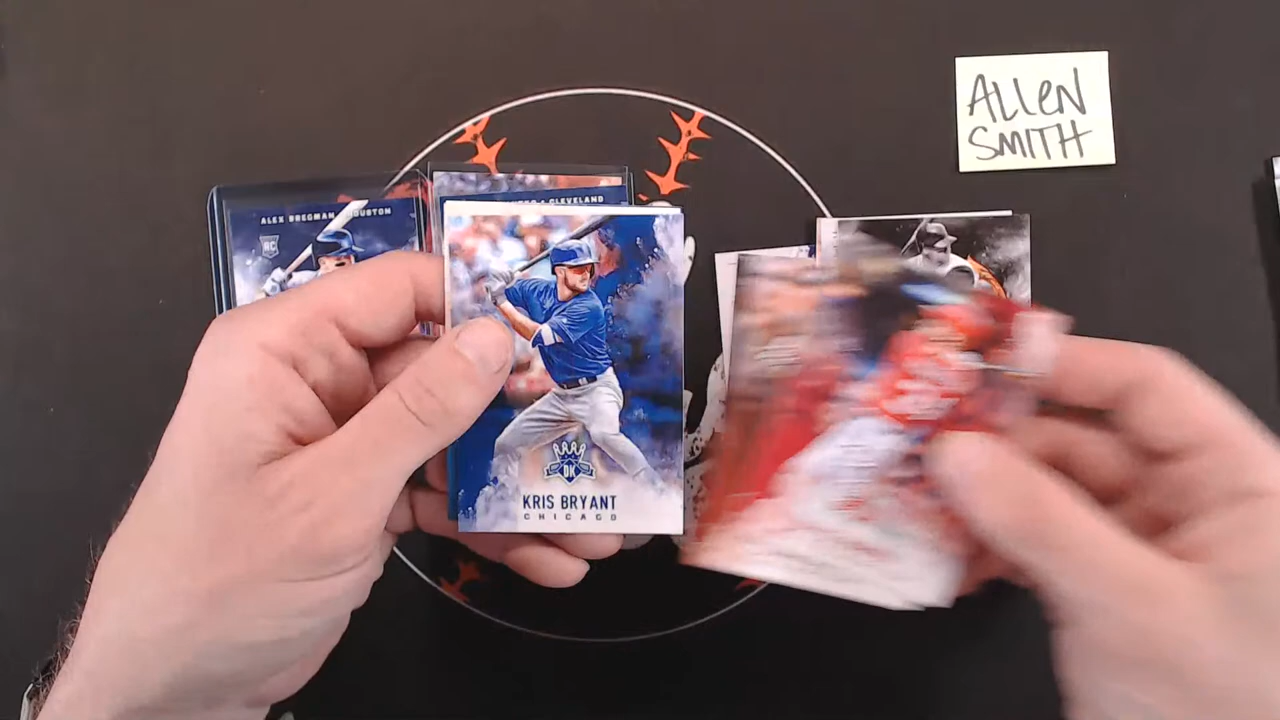 ALLEN
SMITH
ALEX BREGMAN HOUSTON
RC
CLEVELAND
DK
KRIS BRYANT
CHICAGO